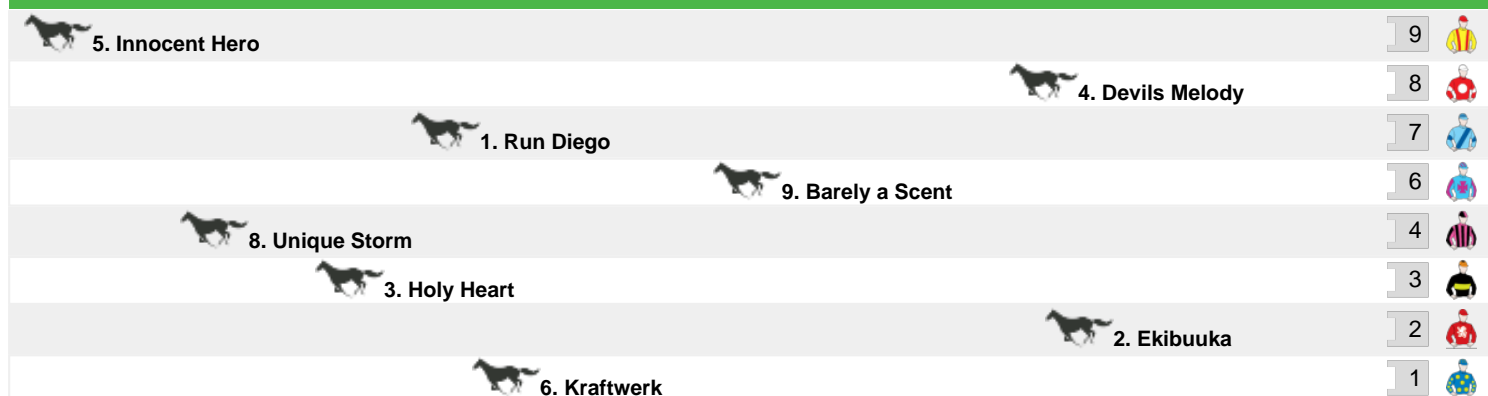 5. Innocent Hero 9
4. Devils Melody 8
1. Run Diego 7
9. Barely a Scent 6
8. Unique Storm 4
3. Holy Heart 3
2. Ekibuuka 2
6. Kraftwerk 1